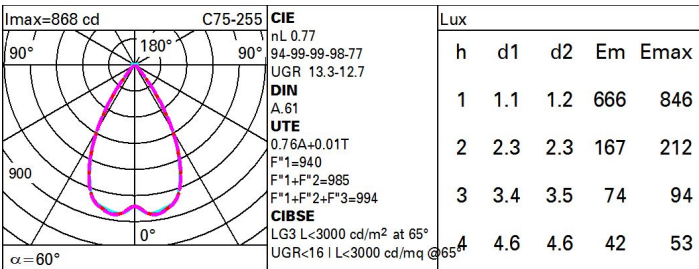 Imax=868 cd C75-255
90° 180° 90°
900
0°
α=60°
CIE
nL 0.77
94-99-99-98-77
UGR 13.3-12.7
DIN
A.61
UTE
0.76A+0.01T
F"1=940
F"1+F"2=985
F"1+F"2+F"3=994
CIBSE
LG3 L<3000 cd/m² at 65°
UGR<16 | L<3000 cd/mq @65°
Lux
h d1 d2 Em Emax
1 1.1 1.2 666 846
2 2.3 2.3 167 212
3 3.4 3.5 74 94
4 4.6 4.6 42 53